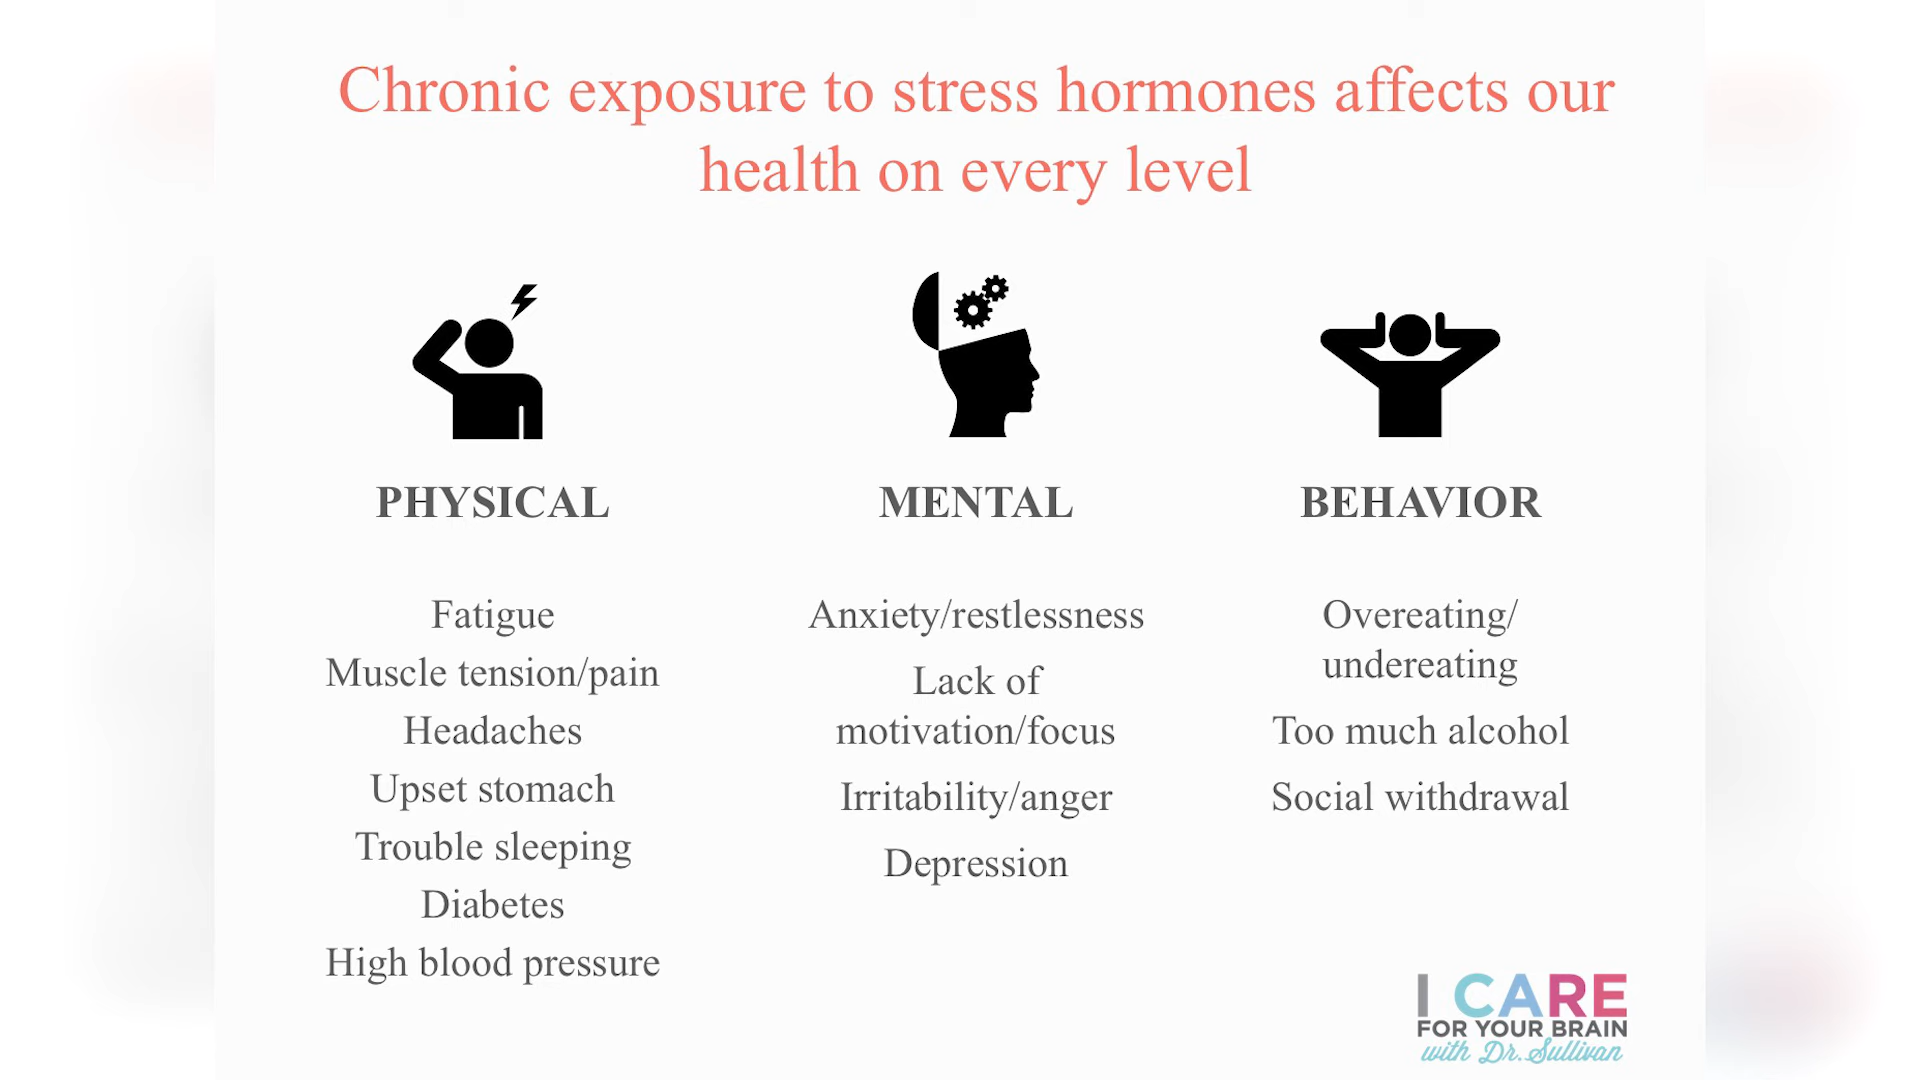 Chronic exposure to stress hormones affects our
health on every level
PHYSICAL
Fatigue
Muscle tension/pain
Headaches
Upset stomach
Trouble sleeping
Diabetes
High blood pressure
MENTAL
Anxiety/restlessness
Lack of
motivation/focus
Irritability/anger
Depression
BEHAVIOR
Overeating/
undereating
Too much alcohol
Social withdrawal
I CARE
FOR YOUR BRAIN
with Dr. Sullivan